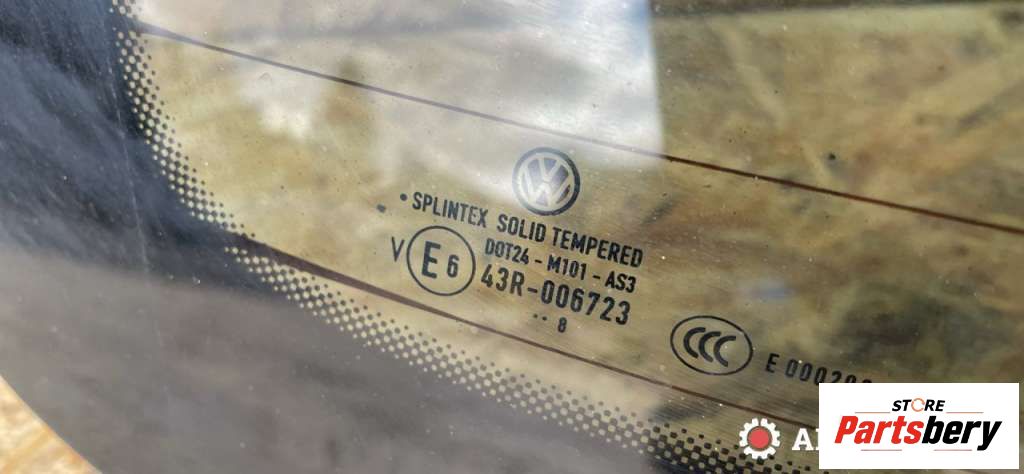 • SPLINTEX SOLID TEMPERED
DOT24 - M101 - AS3
V E6 43R-006723
•• 8
CCC
STORE
Partsbery